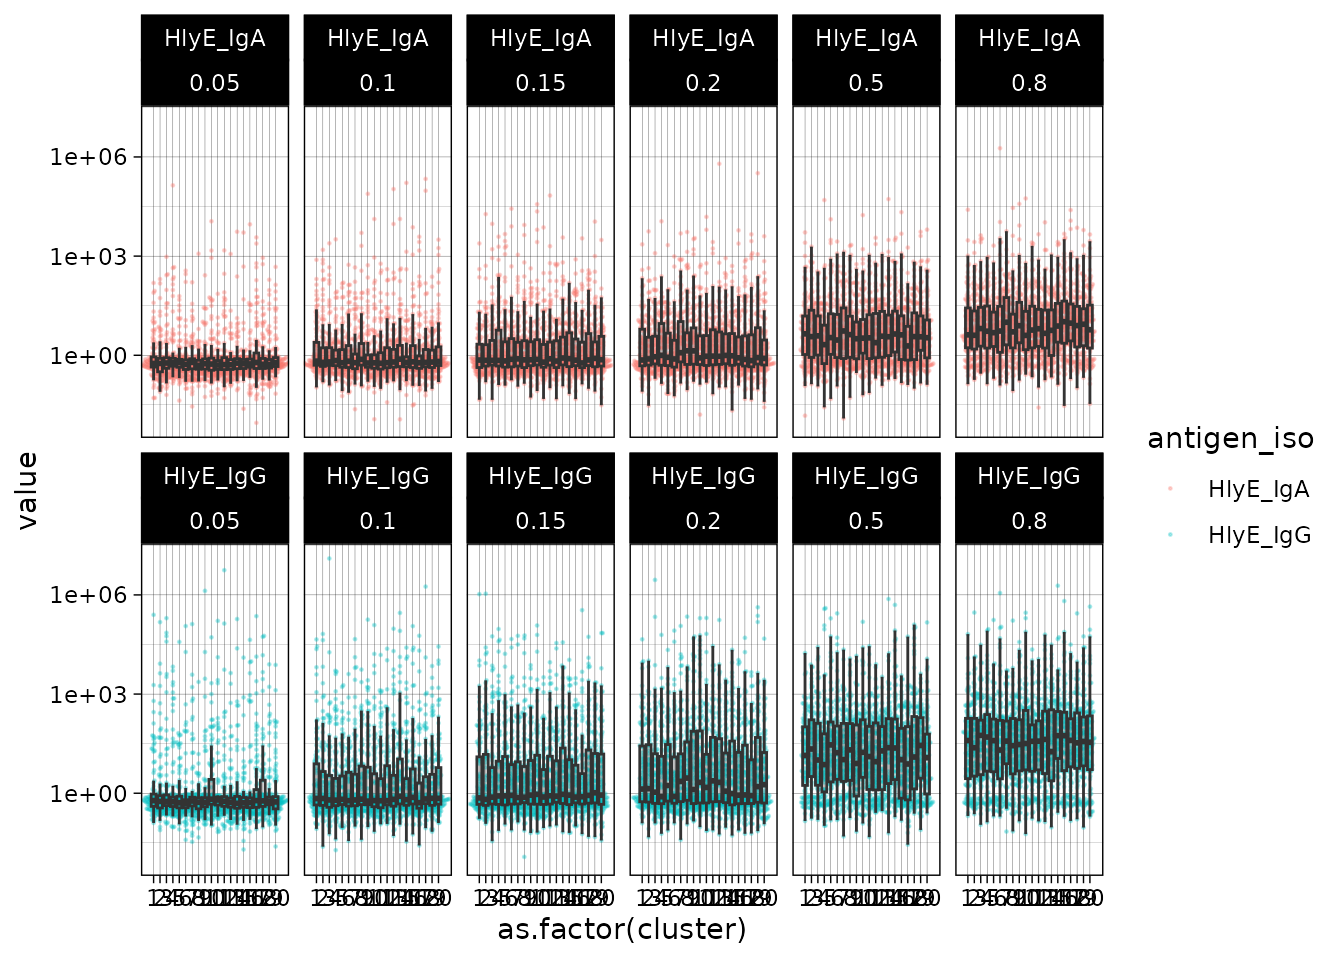 HlyE_IgA HlyE_IgA HlyE_IgA HlyE_IgA HlyE_IgA HlyE_IgA
0.05 0.1 0.15 0.2 0.5 0.8
1e+06
1e+03
1e+00
HlyE_IgG HlyE_IgG HlyE_IgG HlyE_IgG HlyE_IgG HlyE_IgG
0.05 0.1 0.15 0.2 0.5 0.8
1e+06
1e+03
1e+00
value
as.factor(cluster)
antigen_iso
HlyE_IgA
HlyE_IgG